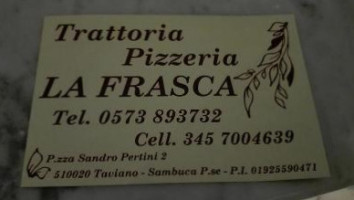 Trattoria
Pizzeria
LA FRASCA
Tel. 0573 893732
Cell. 345 7004639
P.zza Sandro Pertini 2
510020 Taviano - Sambuca P.se - P.I. 01925590471